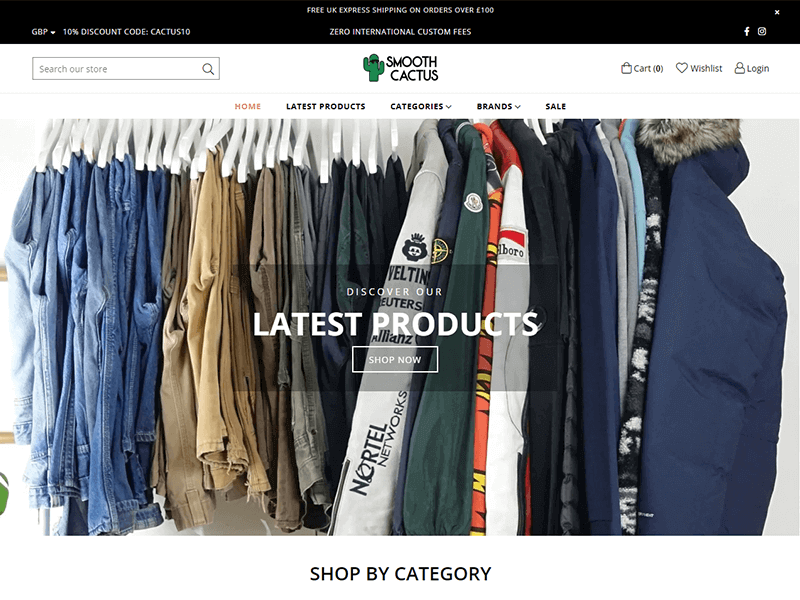 FREE UK EXPRESS SHIPPING ON ORDERS OVER £100
×
GBP
10% DISCOUNT CODE: CACTUS10
ZERO INTERNATIONAL CUSTOM FEES
Search our store
SMOOTH
CACTUS
Cart (0)
Wishlist
Login
HOME
LATEST PRODUCTS
CATEGORIES
BRANDS
SALE
Marlboro
VELTINS
REUTERS
DISCOVER OUR
LATEST PRODUCTS
Allianz
SHOP NOW
NORTEL
NETWORKS
SHOP BY CATEGORY